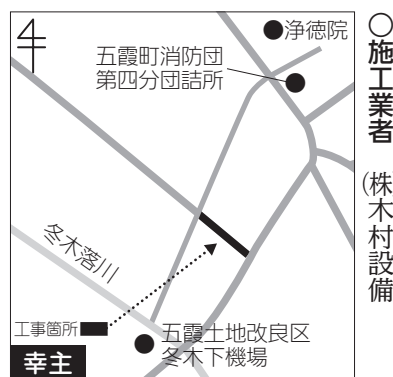 ○施工業者 (株)木村設備
浄徳院
五霞町消防団
第四分団詰所
冬木落川
工事箇所
五霞土地改良区
冬木下機場
幸主